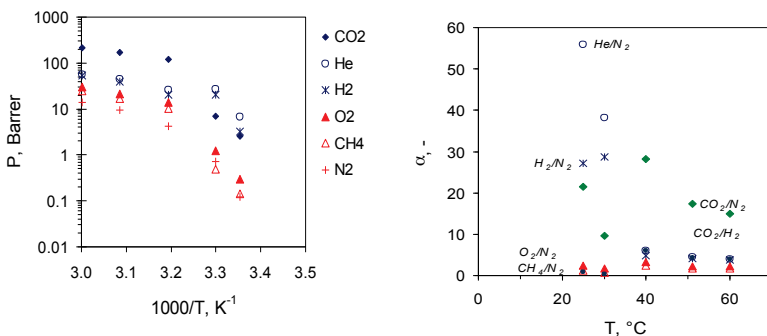 1000
100
10
1
0.1
0.01
P, Barrer
3.0 3.1 3.2 3.3 3.4 3.5
1000/T, K⁻¹
CO2
He
H2
O2
CH4
N2
60
50
40
30
20
10
0
α, -
He/N₂
H₂/N₂
CO₂/N₂
CO₂/H₂
O₂/N₂
CH₄/N₂
0 20 40 60
T, °C